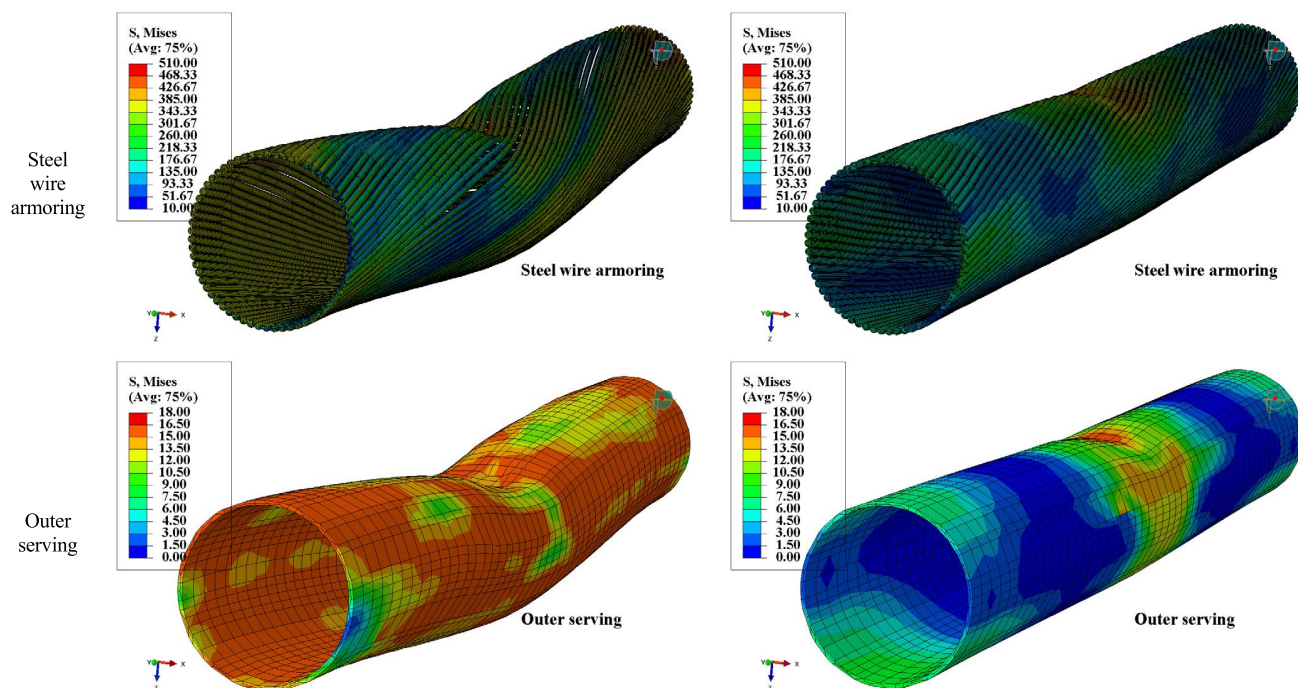 S, Mises
(Avg: 75%)
510.00
468.33
426.67
385.00
343.33
301.67
260.00
218.33
176.67
135.00
93.33
51.67
10.00
Steel wire armoring
Y
X
Z
S, Mises
(Avg: 75%)
510.00
468.33
426.67
385.00
343.33
301.67
260.00
218.33
176.67
135.00
93.33
51.67
10.00
Steel wire armoring
Y
X
Z
Steel
wire
armoring
S, Mises
(Avg: 75%)
18.00
16.50
15.00
13.50
12.00
10.50
9.00
7.50
6.00
4.50
3.00
1.50
0.00
Outer serving
Y
X
Z
S, Mises
(Avg: 75%)
18.00
16.50
15.00
13.50
12.00
10.50
9.00
7.50
6.00
4.50
3.00
1.50
0.00
Outer serving
Y
X
Z
Outer
serving